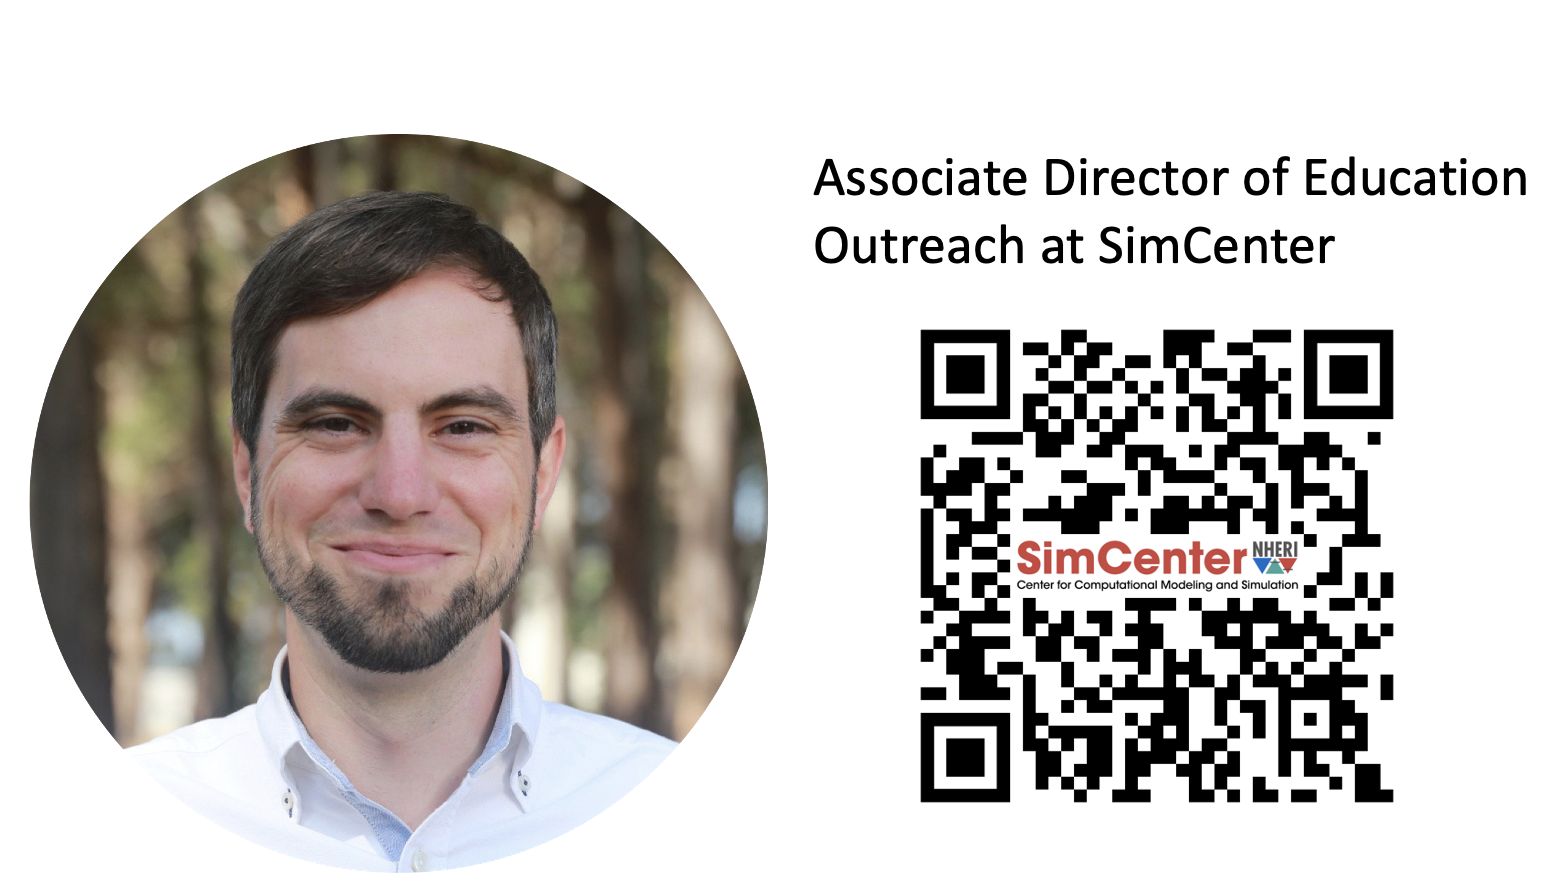 Associate Director of Education
Outreach at SimCenter
SimCenter NHERI
Center for Computational Modeling and Simulation